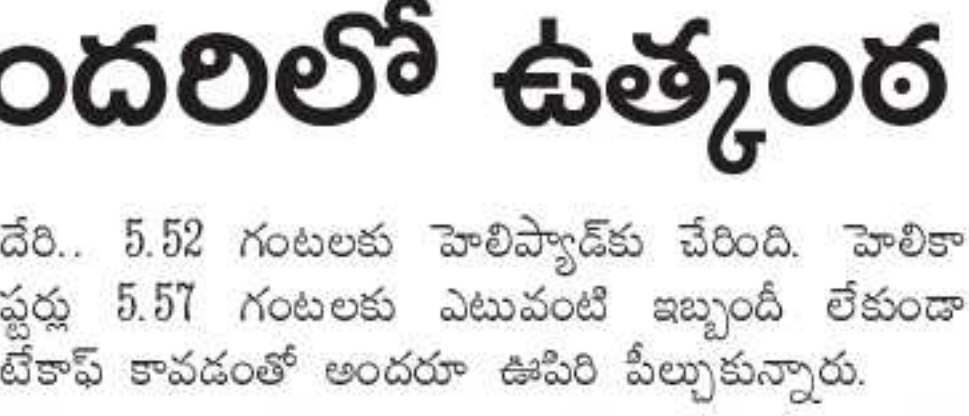 ందరిలో ఉత్కంఠ
దేరి.. 5.52 గంటలకు హెలిప్యాడ్‌కు చేరింది. హెలికా
ప్టర్లు 5.57 గంటలకు ఎటువంటి ఇబ్బందీ లేకుండా
టేకాఫ్ కావడంతో అందరూ ఊపిరి పీల్చుకున్నారు.